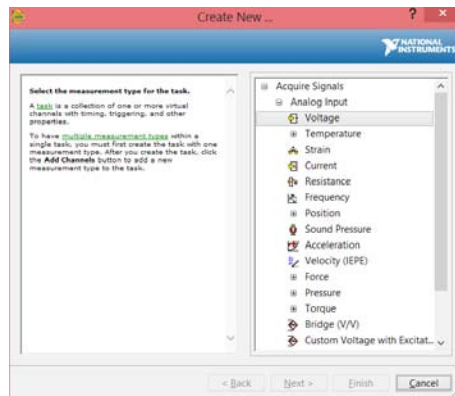 Create New ...
?
×
NATIONAL
INSTRUMENTS
Select the measurement type for the task.
A task is a collection of one or more virtual
channels with timing, triggering, and other
properties.
To have multiple measurement types within a
single task, you must first create the task with one
measurement type. After you create the task, click
the Add Channels button to add a new
measurement type to the task.
Acquire Signals
Analog Input
Voltage
Temperature
Strain
Current
Resistance
Frequency
Position
Sound Pressure
Acceleration
Velocity (IEPE)
Force
Pressure
Torque
Bridge (V/V)
Custom Voltage with Excitat...
< Back
Next >
Finish
Cancel